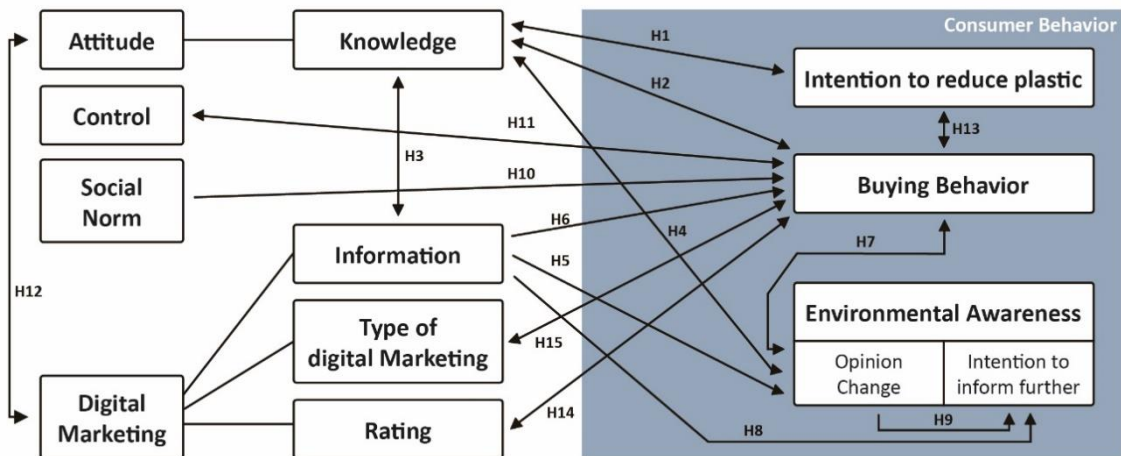 Consumer Behavior
Attitude
Knowledge
H1
Intention to reduce plastic
H2
Control
H11
H13
H3
Social
Norm
H10
Buying Behavior
H6
H4
Information
H5
H7
H12
Type of
digital Marketing
H15
Environmental Awareness
Opinion
Change
Intention to
inform further
Digital
Marketing
Rating
H14
H8
H9